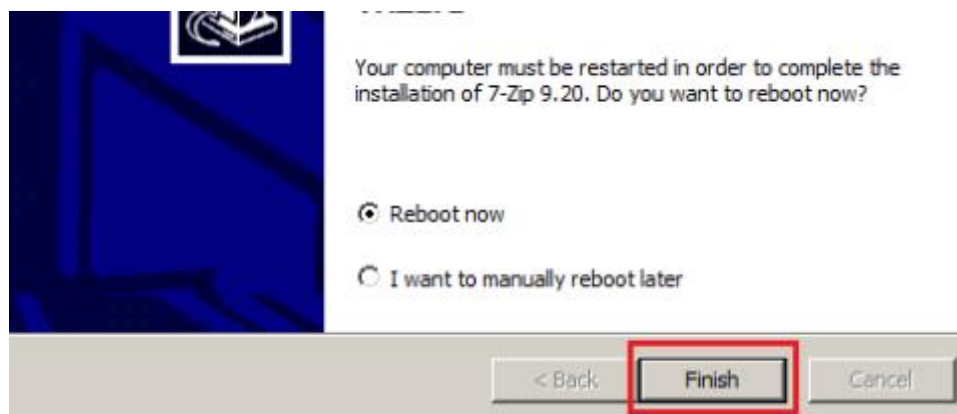 Your computer must be restarted in order to complete the
installation of 7-Zip 9.20. Do you want to reboot now?
Reboot now
I want to manually reboot later
< Back
Finish
Cancel